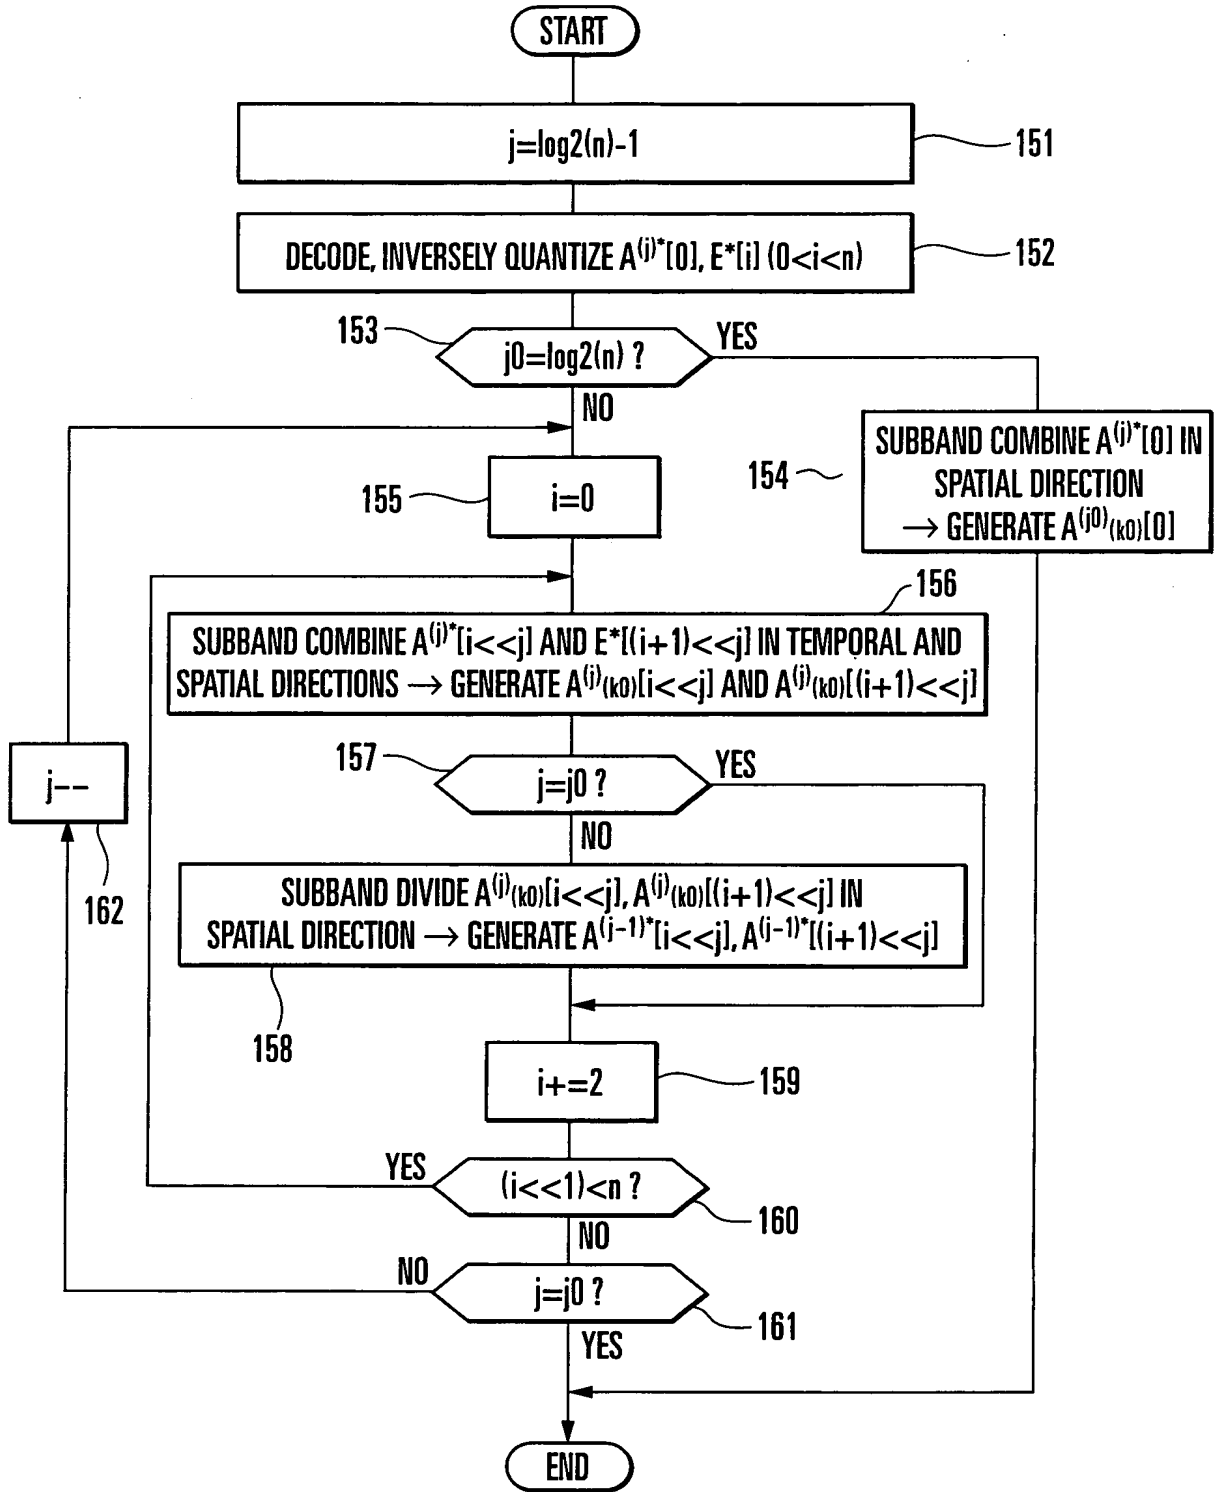 START
j=log2(n)-1
151
DECODE, INVERSELY QUANTIZE A(j)*[0], E*[i] (0<i<n)
152
153
j0=log2(n) ?
YES
NO
154
SUBBAND COMBINE A(j)*[0] IN
SPATIAL DIRECTION
→ GENERATE A(j0)(k0)[0]
155
i=0
156
SUBBAND COMBINE A(j)*[i<<j] AND E*[(i+1)<<j] IN TEMPORAL AND
SPATIAL DIRECTIONS → GENERATE A(j)(k0)[i<<j] AND A(j)(k0)[(i+1)<<j]
157
j=j0 ?
YES
NO
j--
162
SUBBAND DIVIDE A(j)(k0)[i<<j], A(j)(k0)[(i+1)<<j] IN
SPATIAL DIRECTION → GENERATE A(j-1)*[i<<j], A(j-1)*[(i+1)<<j]
158
i+=2
159
YES
(i<<1)<n ?
160
NO
NO
j=j0 ?
161
YES
END